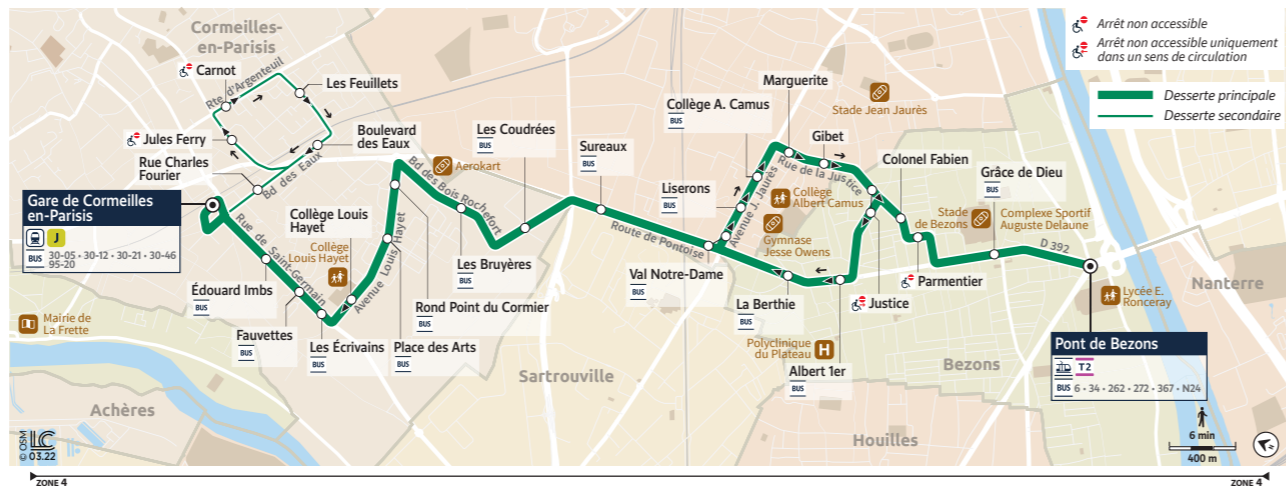 Cormeilles-
en-Parisis
Carnot
Rte. d'Argenteuil
Les Feuillets
Jules Ferry
Rue Charles
Fourier
Boulevard
des Eaux
Bd des Eaux
Gare de Cormeilles
en-Parisis
J
BUS 30-05 • 30-12 • 30-21 • 30-46
95-20
Rue de Saint-Germain
Édouard Imbs
BUS
Fauvettes
BUS
Les Écrivains
BUS
Collège Louis
Hayet
BUS
Collège
Louis Hayet
Avenue Louis Hayet
Place des Arts
BUS
Rond Point du Cormier
BUS
Aerokart
Bd des Bois Rochefort
Les Bruyères
BUS
Les Coudrées
BUS
Sureaux
BUS
Route de Pontoise
Val Notre-Dame
BUS
Liserons
BUS
Avenue J. Jaurès
Collège A. Camus
BUS
Marguerite
Stade Jean Jaurès
Gibet
Rue de la Justice
Collège
Albert Camus
Gymnase
Jesse Owens
Colonel Fabien
La Berthie
BUS
Polyclinique
du Plateau
H
Albert 1er
BUS
Justice
Parmentier
Stade
de Bezons
Grâce de Dieu
BUS
Complexe Sportif
Auguste Delaune
D 392
Lycée E.
Ronceray
Nanterre
Pont de Bezons
T2
BUS 6 • 34 • 262 • 272 • 367 • N24
Bezons
Houilles
Sartrouville
Achères
Mairie de
La Frette
Arrêt non accessible
Arrêt non accessible uniquement
dans un sens de circulation
Desserte principale
Desserte secondaire
© OSM
LC
03.22
6 min
400 m
ZONE 4
ZONE 4